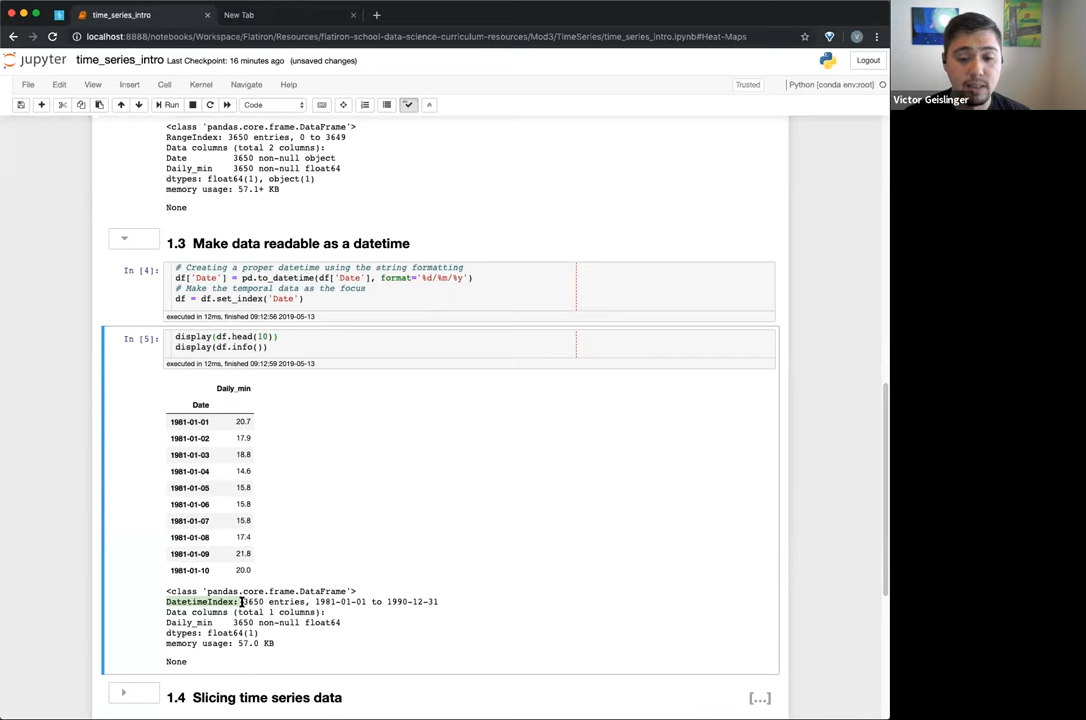 time_series_intro
New Tab
localhost:8888/notebooks/Workspace/Flatiron/Resources/flatiron-school-data-science-curriculum-resources/Mod3/TimeSeries/time_series_intro.ipynb#Heat-Maps
V
Victor Geislinger
jupyter time_series_intro Last Checkpoint: 16 minutes ago (unsaved changes)
Logout
File Edit View Insert Cell Kernel Navigate Help
Trusted
Python [conda env:root]
Run
Code
<class 'pandas.core.frame.DataFrame'>
RangeIndex: 3650 entries, 0 to 3649
Data columns (total 2 columns):
Date 3650 non-null object
Daily_min 3650 non-null float64
dtypes: float64(1), object(1)
memory usage: 57.1+ KB
None
1.3 Make data readable as a datetime
In [4]:
# Creating a proper datetime using the string formatting
df['Date'] = pd.to_datetime(df['Date'], format='%d/%m/%y')
# Make the temporal data as the focus
df = df.set_index('Date')
executed in 12ms, finished 09:12:56 2019-05-13
In [5]:
display(df.head(10))
display(df.info())
executed in 12ms, finished 09:12:59 2019-05-13
Daily_min
Date
1981-01-01 20.7
1981-01-02 17.9
1981-01-03 18.8
1981-01-04 14.6
1981-01-05 15.8
1981-01-06 15.8
1981-01-07 15.8
1981-01-08 17.4
1981-01-09 21.8
1981-01-10 20.0
<class 'pandas.core.frame.DataFrame'>
DatetimeIndex: 3650 entries, 1981-01-01 to 1990-12-31
Data columns (total 1 columns):
Daily_min 3650 non-null float64
dtypes: float64(1)
memory usage: 57.0 KB
None
1.4 Slicing time series data
[...]